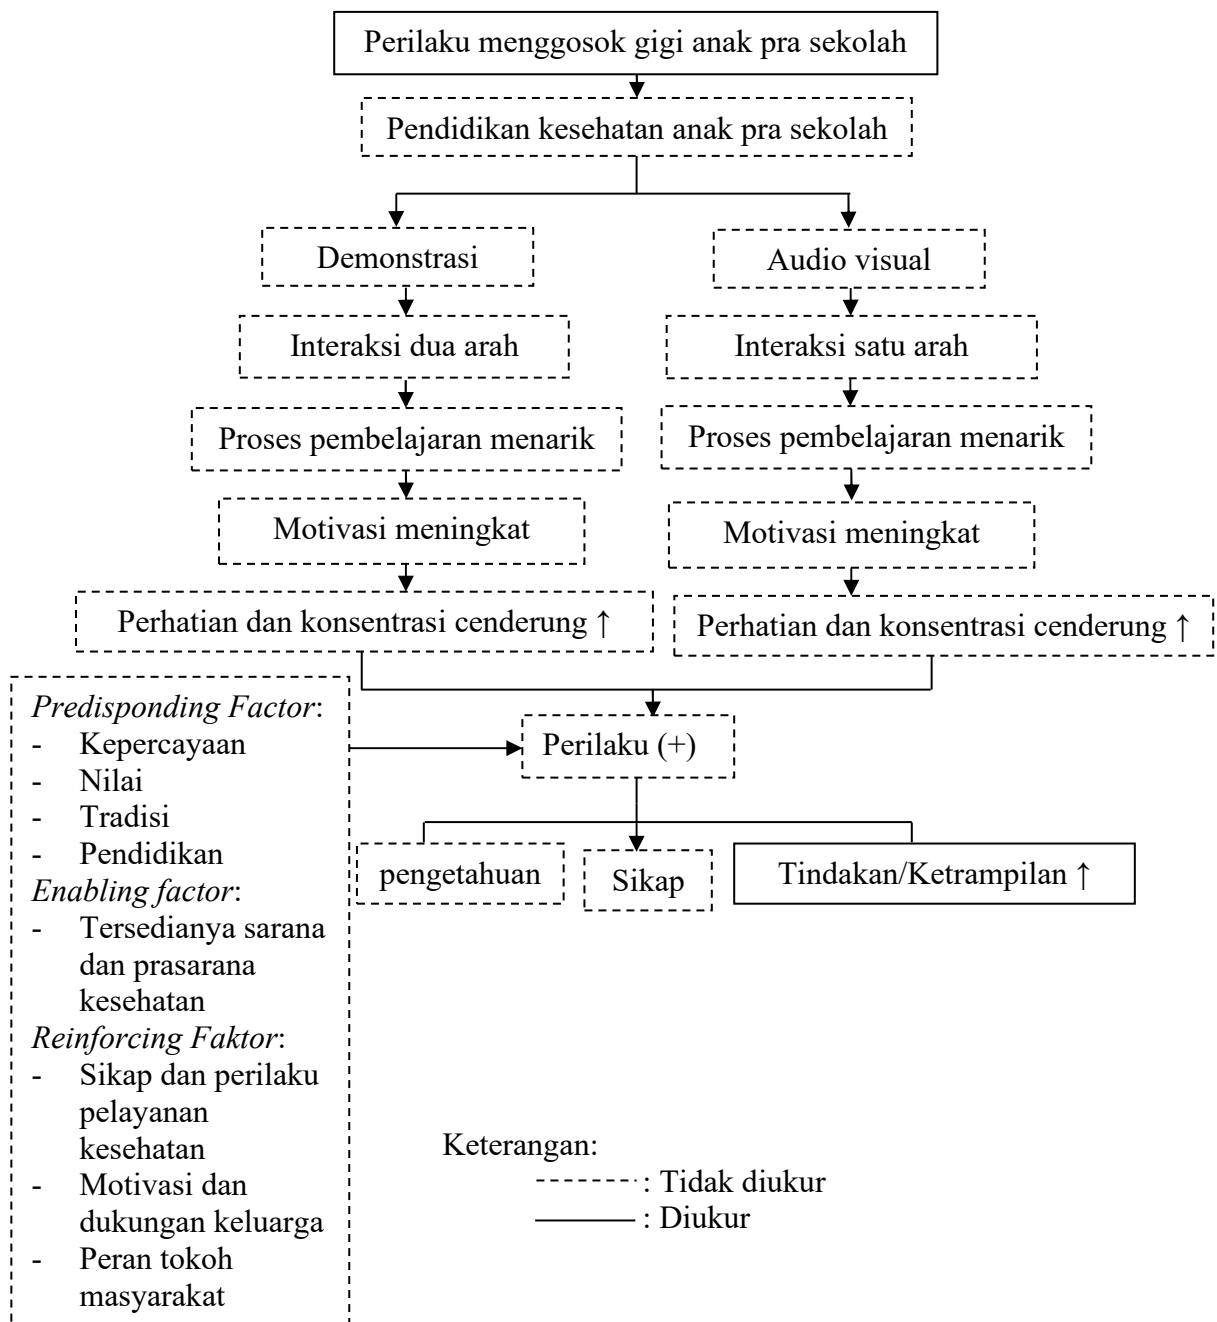 Perilaku menggosok gigi anak pra sekolah
Pendidikan kesehatan anak pra sekolah
Demonstrasi
Audio visual
Interaksi dua arah
Interaksi satu arah
Proses pembelajaran menarik
Proses pembelajaran menarik
Motivasi meningkat
Motivasi meningkat
Perhatian dan konsentrasi cenderung ↑
Perhatian dan konsentrasi cenderung ↑
Predisponding Factor:
- Kepercayaan
- Nilai
- Tradisi
- Pendidikan
Enabling factor:
- Tersedianya sarana
dan prasarana
kesehatan
Reinforcing Faktor:
- Sikap dan perilaku
pelayanan
kesehatan
- Motivasi dan
dukungan keluarga
- Peran tokoh
masyarakat
Perilaku (+)
pengetahuan
Sikap
Tindakan/Ketrampilan ↑
Keterangan:
: Tidak diukur
: Diukur